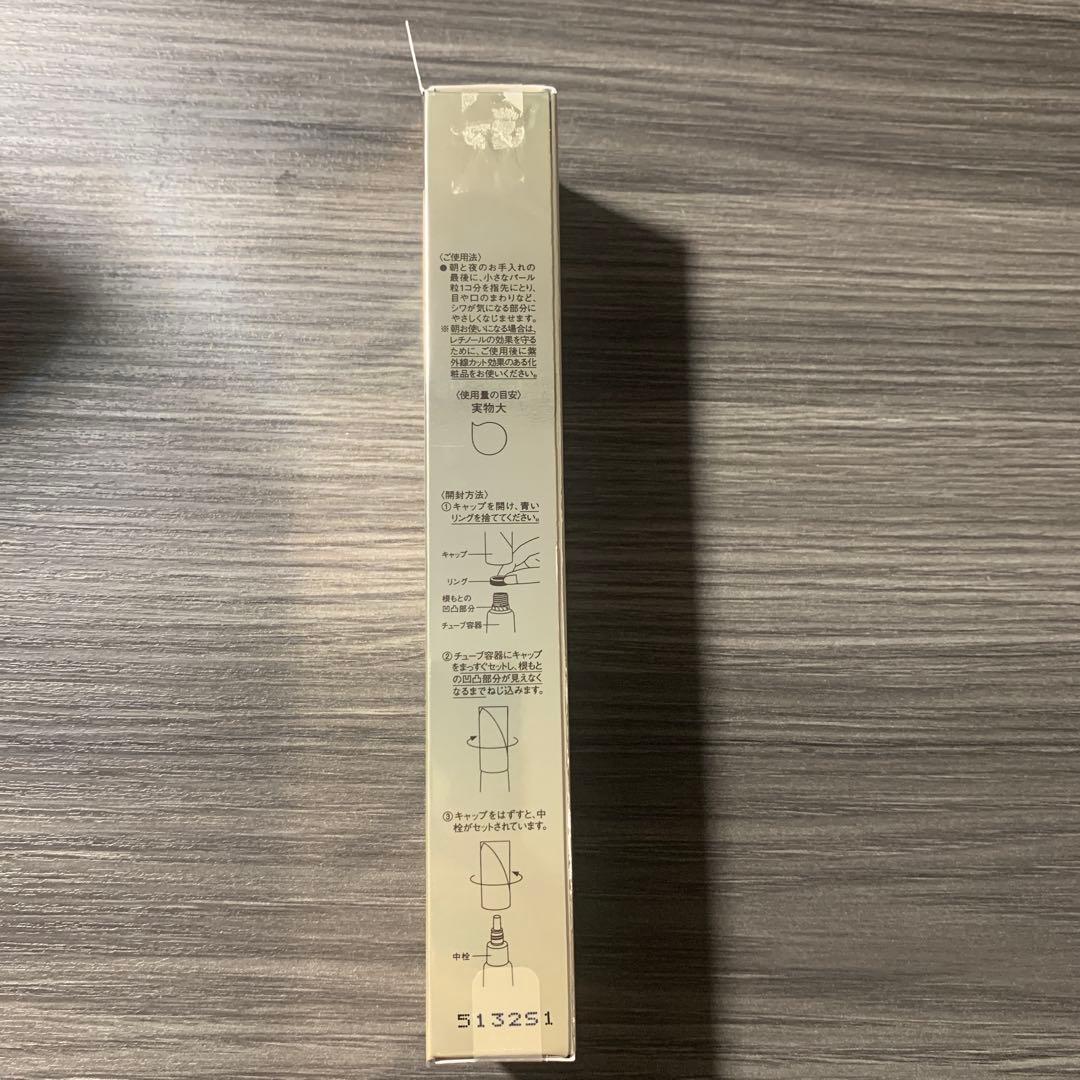 〈ご使用法〉
●朝と夜のお手入れの
最後に、小さなパール
粒1コ分を指先にとり、
目や口のまわりなど、
シワが気になる部分に
やさしくなじませます。
※朝お使いになる場合は、
レチノールの効果を守る
ために、ご使用後に紫
外線カット効果のある化
粧品をお使いください。
〈使用量の目安〉
実物大
〈開封方法〉
①キャップを開け、青い
リングを捨ててください。
キャップ
リング
根もとの
凹凸部分
チューブ容器
②チューブ容器にキャップ
をまっすぐセットし、根もと
の凹凸部分が見えなく
なるまでねじ込みます。
③キャップをはずすと、中
栓がセットされています。
中栓
5132S1